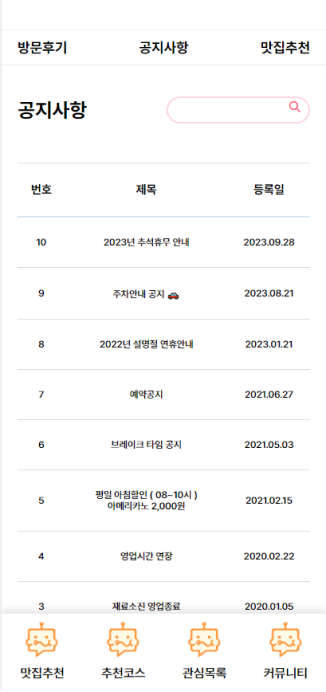 방문후기 공지사항 맛집추천
공지사항
번호 제목 등록일
10 2023년 추석휴무 안내 2023.09.28
9 주차안내 공지 🚗 2023.08.21
8 2022년 설명절 연휴안내 2023.01.21
7 예약공지 2021.06.27
6 브레이크 타임 공지 2021.05.03
5 평일 아침할인 ( 08~10시 ) 2021.02.15
아메리카노 2,000원
4 영업시간 연장 2020.02.22
3 재료소진 영업종료 2020.01.05
맛집추천 추천코스 관심목록 커뮤니티